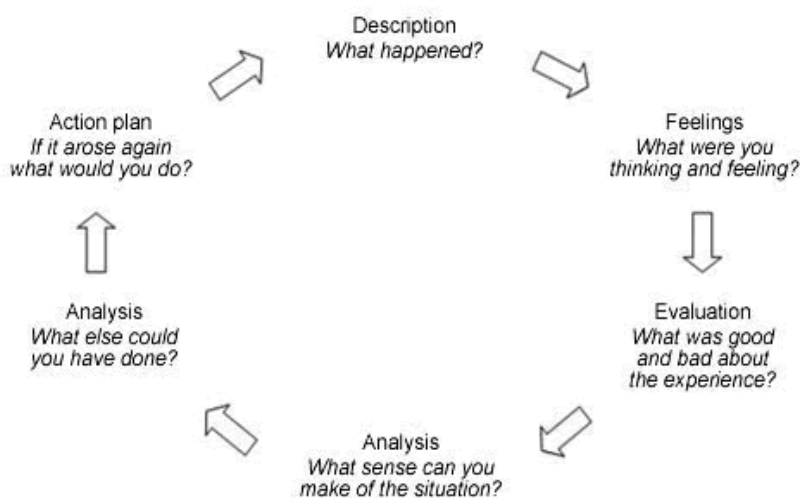 Description
What happened?
Feelings
What were you
thinking and feeling?
Evaluation
What was good
and bad about
the experience?
Analysis
What sense can you
make of the situation?
Analysis
What else could
you have done?
Action plan
If it arose again
what would you do?